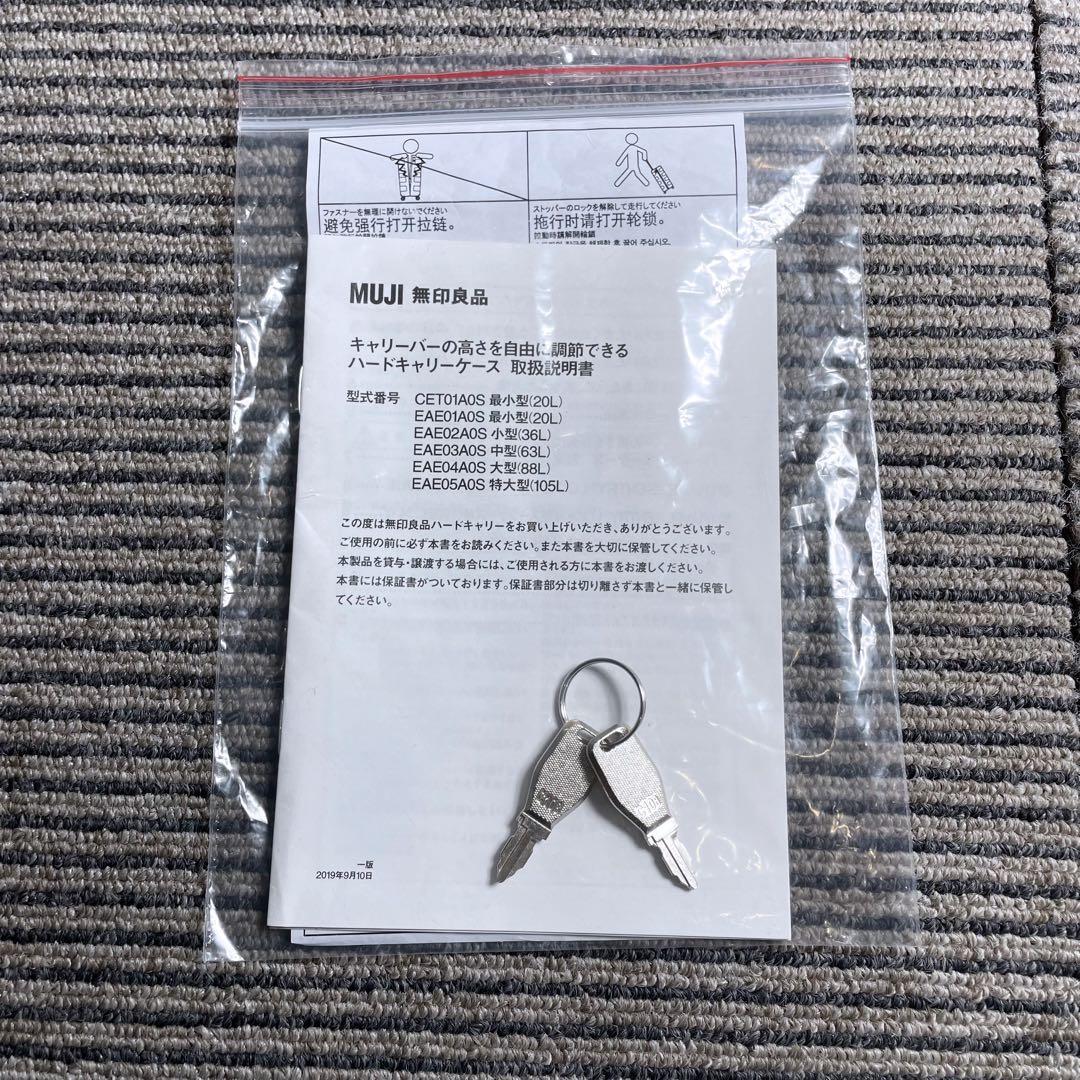 ファスナーを無理に開けないでください
避免强行打开拉链。
ストッパーのロックを解除して走行してください
拖行时请打开轮锁。
拉動時請解開輪鎖
MUJI 無印良品
キャリーバーの高さを自由に調節できる
ハードキャリーケース 取扱説明書
型式番号 CET01A0S 最小型(20L)
EAE01A0S 最小型(20L)
EAE02A0S 小型(36L)
EAE03A0S 中型(63L)
EAE04A0S 大型(88L)
EAE05A0S 特大型(105L)
この度は無印良品ハードキャリーをお買い上げいただき、ありがとうございます。
ご使用の前に必ず本書をお読みください。また本書を大切に保管してください。
本製品を貸与・譲渡する場合には、ご使用される方に本書をお渡しください。
本書には保証書がついております。保証書部分は切り離さず本書と一緒に保管し
てください。
一版
2019年9月10日